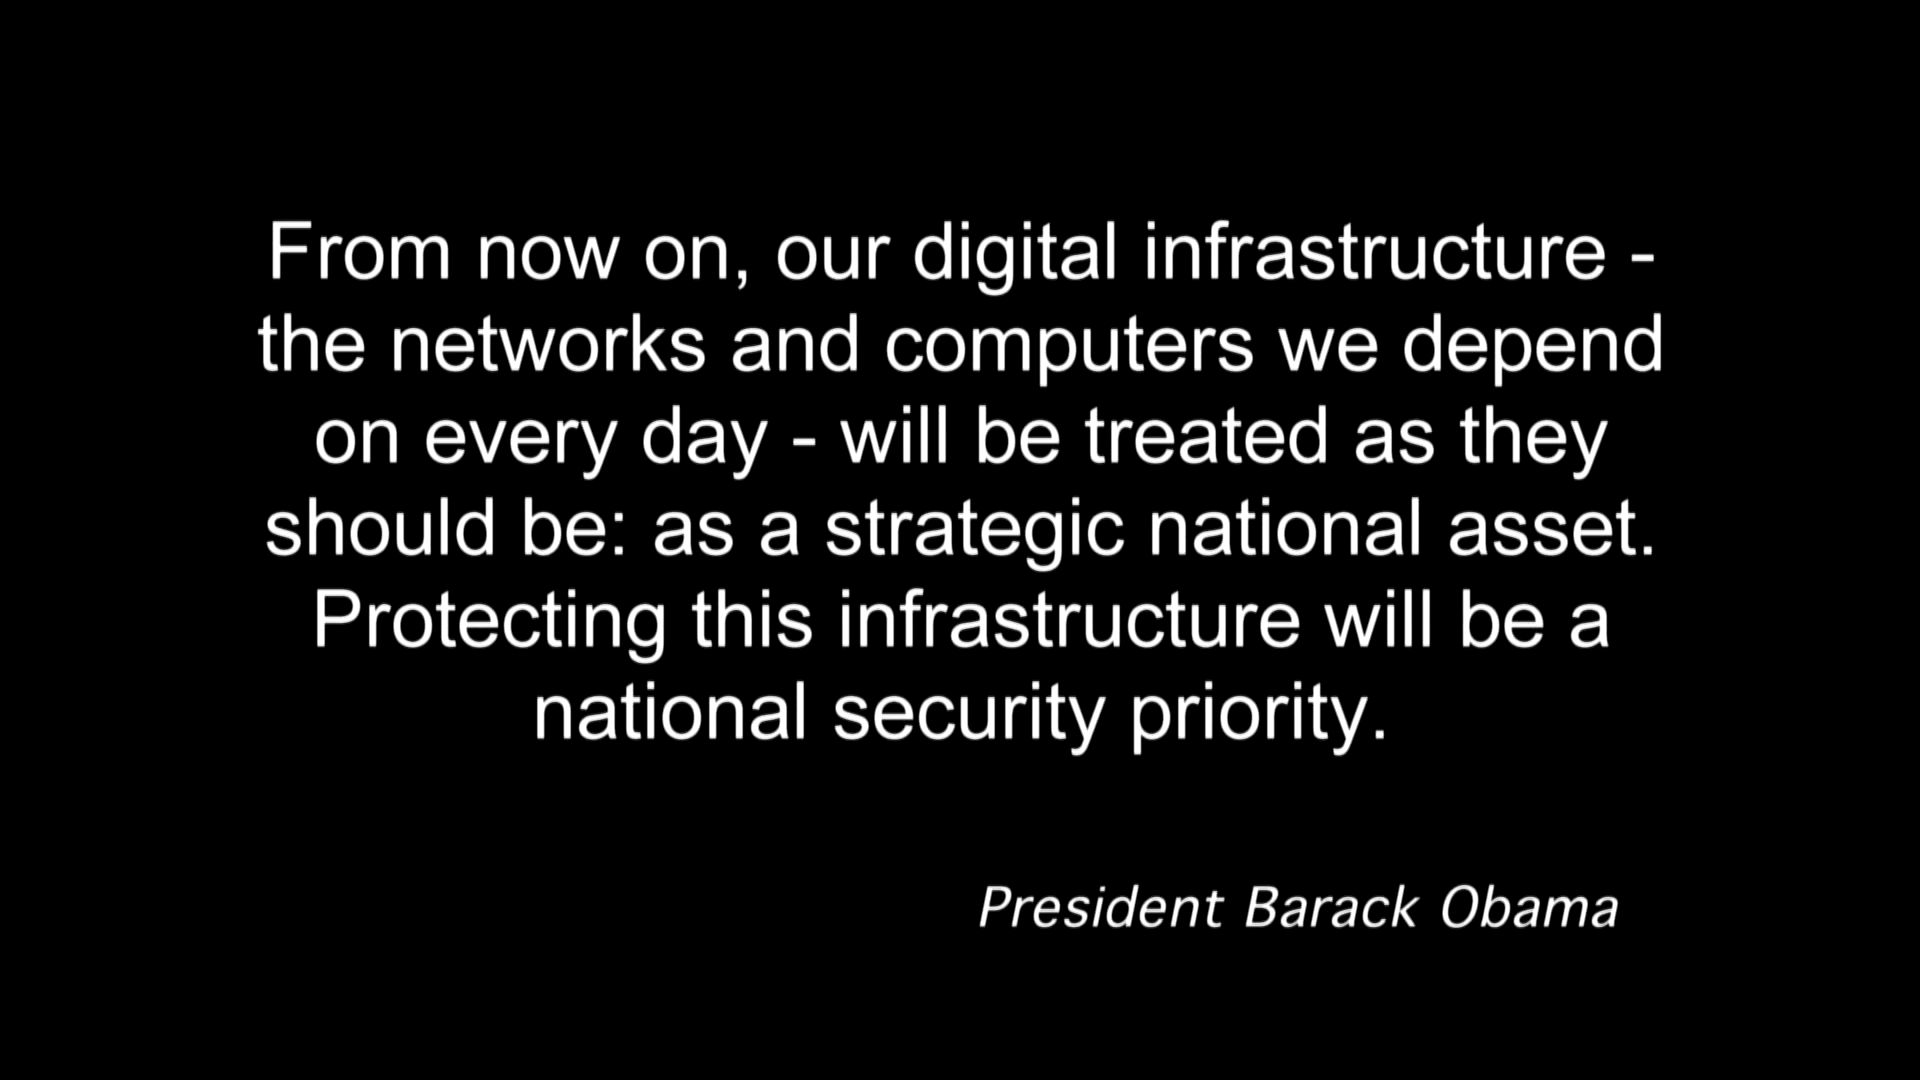 From now on, our digital infrastructure -
the networks and computers we depend
on every day - will be treated as they
should be: as a strategic national asset.
Protecting this infrastructure will be a
national security priority.
President Barack Obama